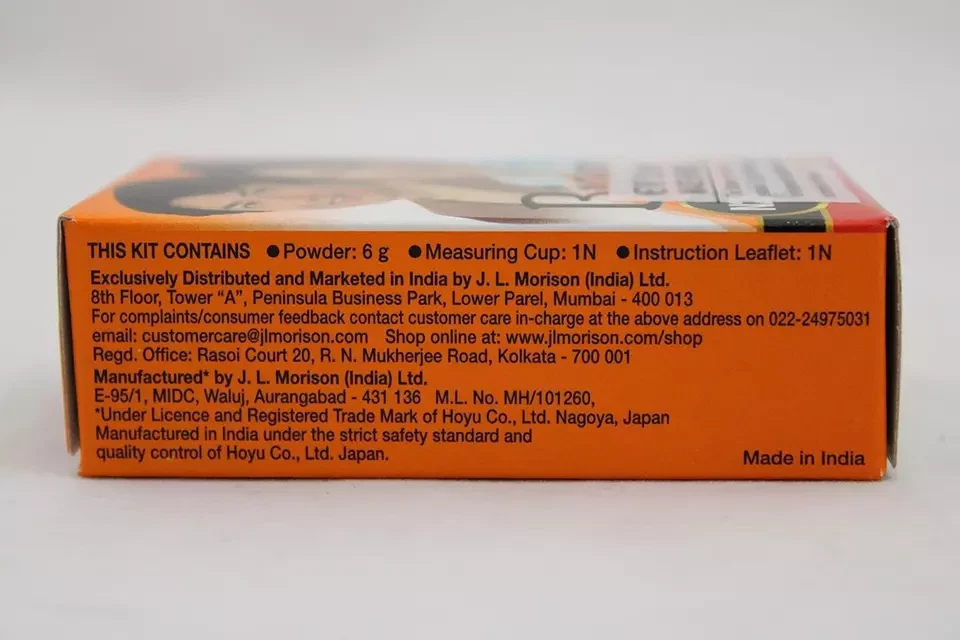 THIS KIT CONTAINS ●Powder: 6 g ●Measuring Cup: 1N ●Instruction Leaflet: 1N
Exclusively Distributed and Marketed in India by J. L. Morison (India) Ltd.
8th Floor, Tower “A”, Peninsula Business Park, Lower Parel, Mumbai - 400 013
For complaints/consumer feedback contact customer care in-charge at the above address on 022-24975031
email: customercare@jlmorison.com Shop online at: www.jlmorison.com/shop
Regd. Office: Rasoi Court 20, R. N. Mukherjee Road, Kolkata - 700 001
Manufactured* by J. L. Morison (India) Ltd.
E-95/1, MIDC, Waluj, Aurangabad - 431 136 M.L. No. MH/101260,
*Under Licence and Registered Trade Mark of Hoyu Co., Ltd. Nagoya, Japan
Manufactured in India under the strict safety standard and
quality control of Hoyu Co., Ltd. Japan.
Made in India